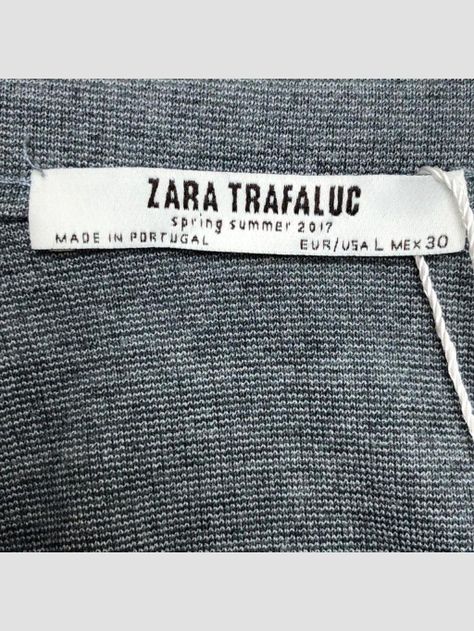 ZARA TRAFALUC
spring summer 2017
MADE IN PORTUGAL EUR/USA L MEX 30